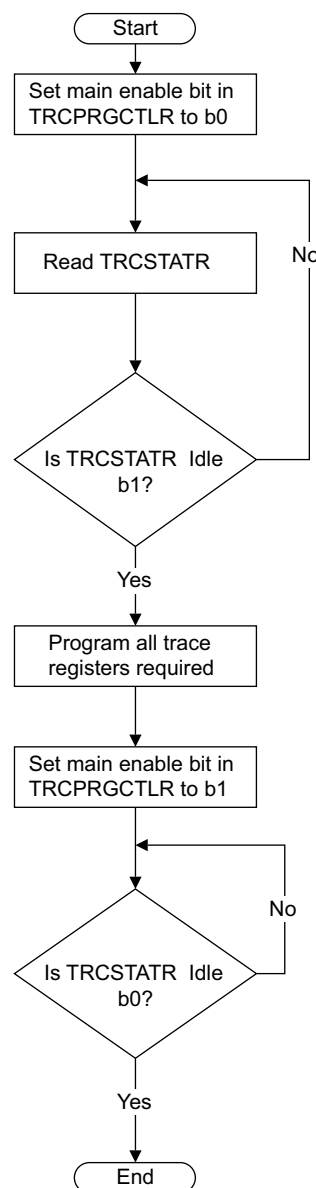 Start
Set main enable bit in
TRCPRGCTLR to b0
Read TRCSTATR
No
Is TRCSTATR Idle
b1?
Yes
Program all trace
registers required
Set main enable bit in
TRCPRGCTLR to b1
No
Is TRCSTATR Idle
b0?
Yes
End